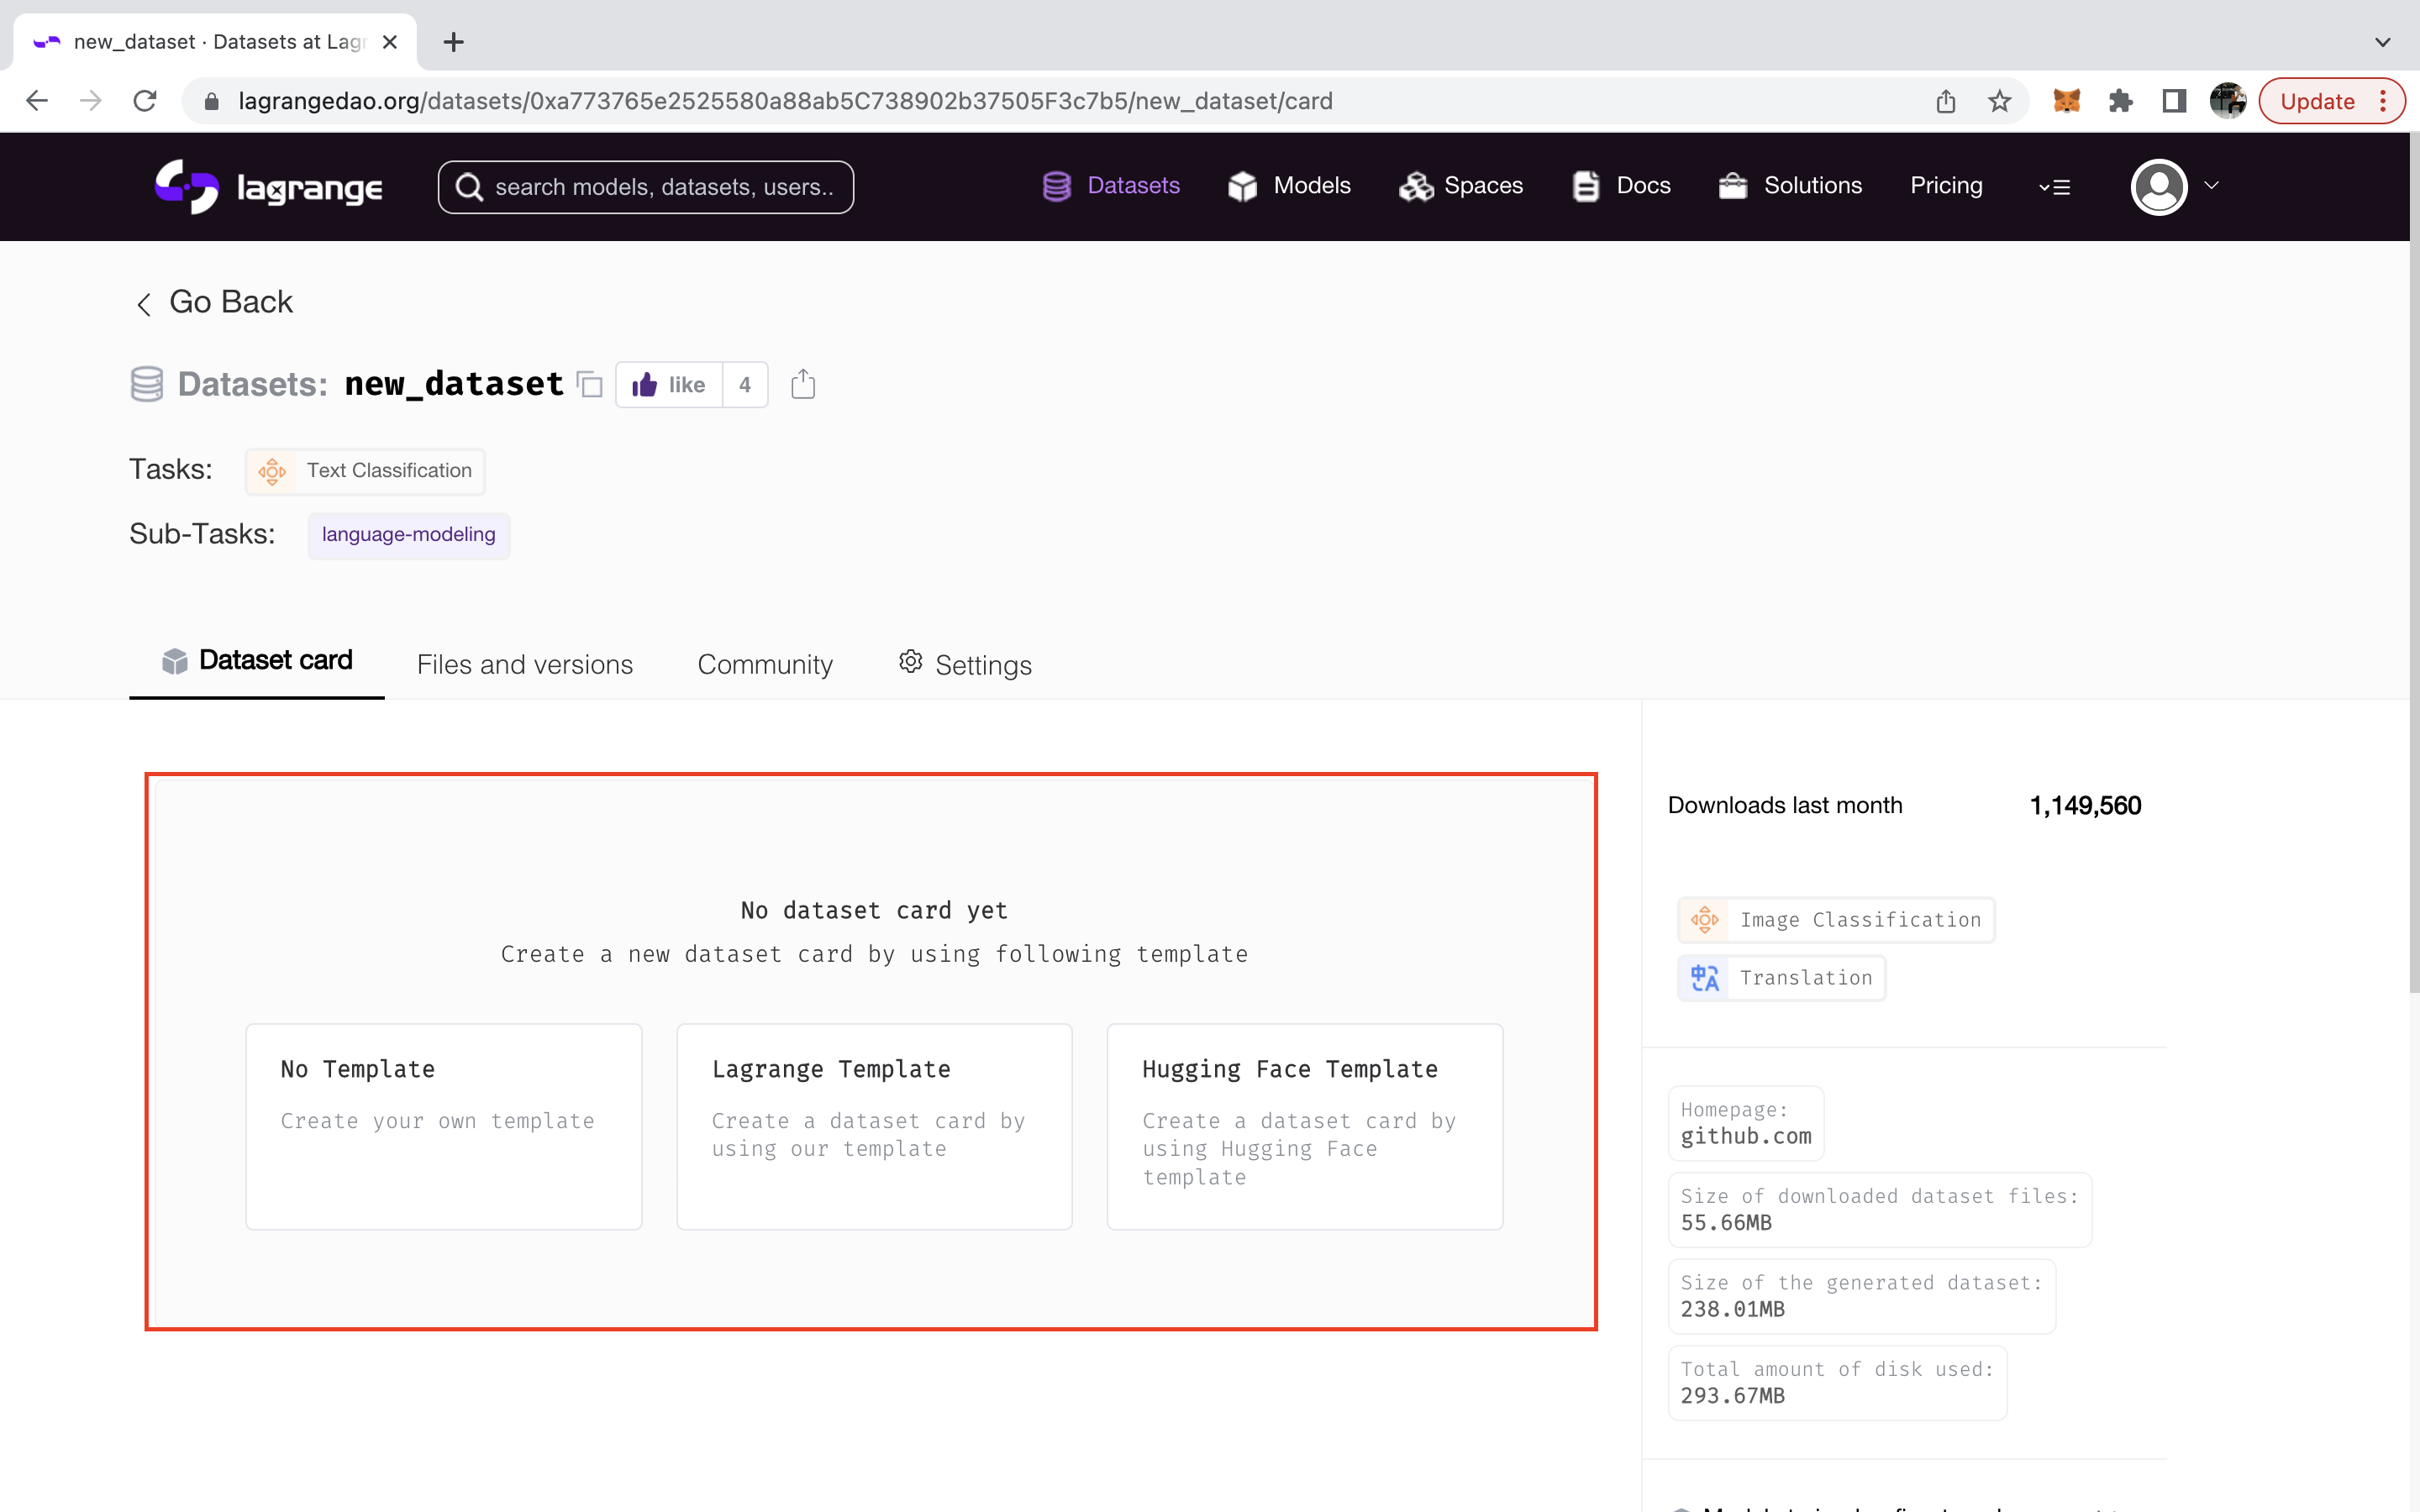 new_dataset · Datasets at Lagr
lagrangedao.org/datasets/0xa773765e2525580a88ab5C738902b37505F3c7b5/new_dataset/card
Update
lagrange
search models, datasets, users..
Datasets
Models
Spaces
Docs
Solutions
Pricing
Go Back
Datasets: new_dataset
like 4
Tasks: Text Classification
Sub-Tasks: language-modeling
Dataset card
Files and versions
Community
Settings
No dataset card yet
Create a new dataset card by using following template
No Template
Create your own template
Lagrange Template
Create a dataset card by
using our template
Hugging Face Template
Create a dataset card by
using Hugging Face
template
Downloads last month 1,149,560
Image Classification
Translation
Homepage:
github.com
Size of downloaded dataset files:
55.66MB
Size of the generated dataset:
238.01MB
Total amount of disk used:
293.67MB